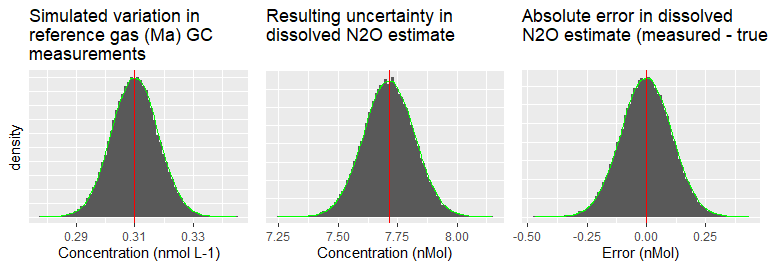 Simulated variation in
reference gas (Ma) GC
measurements
Resulting uncertainty in
dissolved N2O estimate
Absolute error in dissolved
N2O estimate (measured - true
density
0.29 0.31 0.33
Concentration (nmol L-1)
7.25 7.50 7.75 8.00
Concentration (nMol)
-0.50 -0.25 0.00 0.25
Error (nMol)